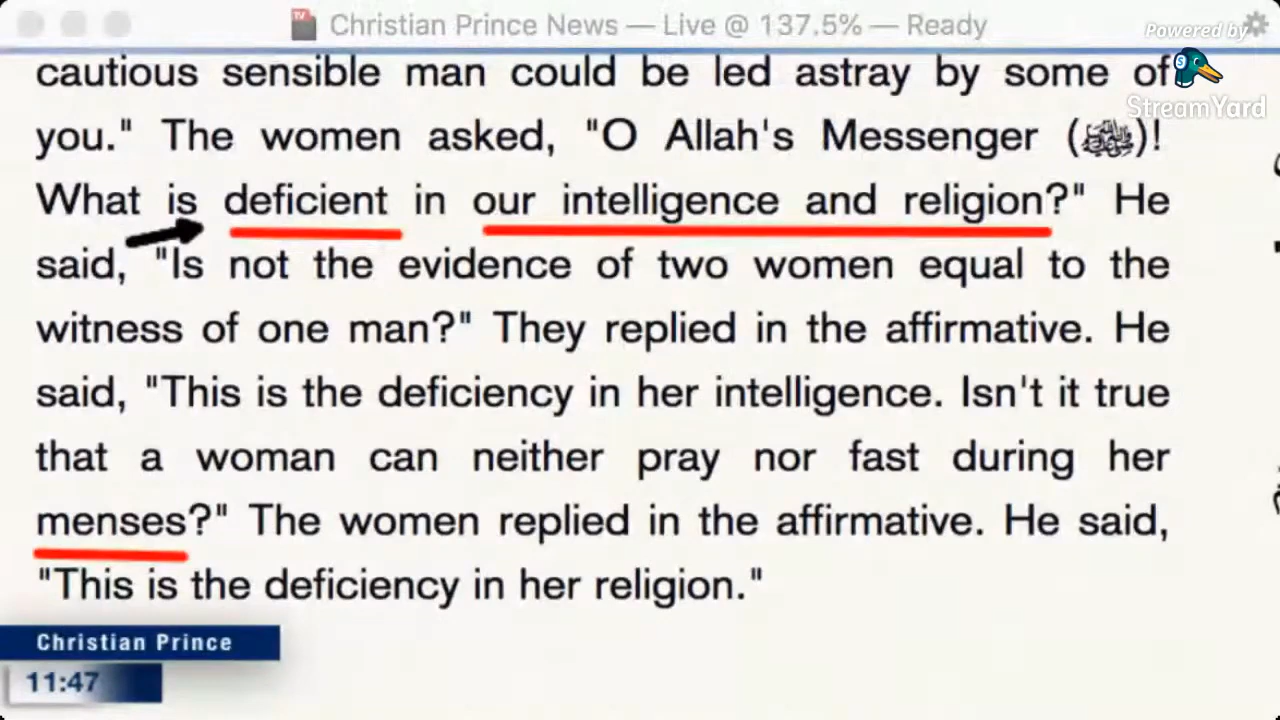 Christian Prince News — Live @ 137.5% — Ready
Powered by
StreamYard
cautious sensible man could be led astray by some of
you." The women asked, "O Allah's Messenger (ﷺ)!
What is deficient in our intelligence and religion?" He
said, "Is not the evidence of two women equal to the
witness of one man?" They replied in the affirmative. He
said, "This is the deficiency in her intelligence. Isn't it true
that a woman can neither pray nor fast during her
menses?" The women replied in the affirmative. He said,
"This is the deficiency in her religion."
Christian Prince
11:47